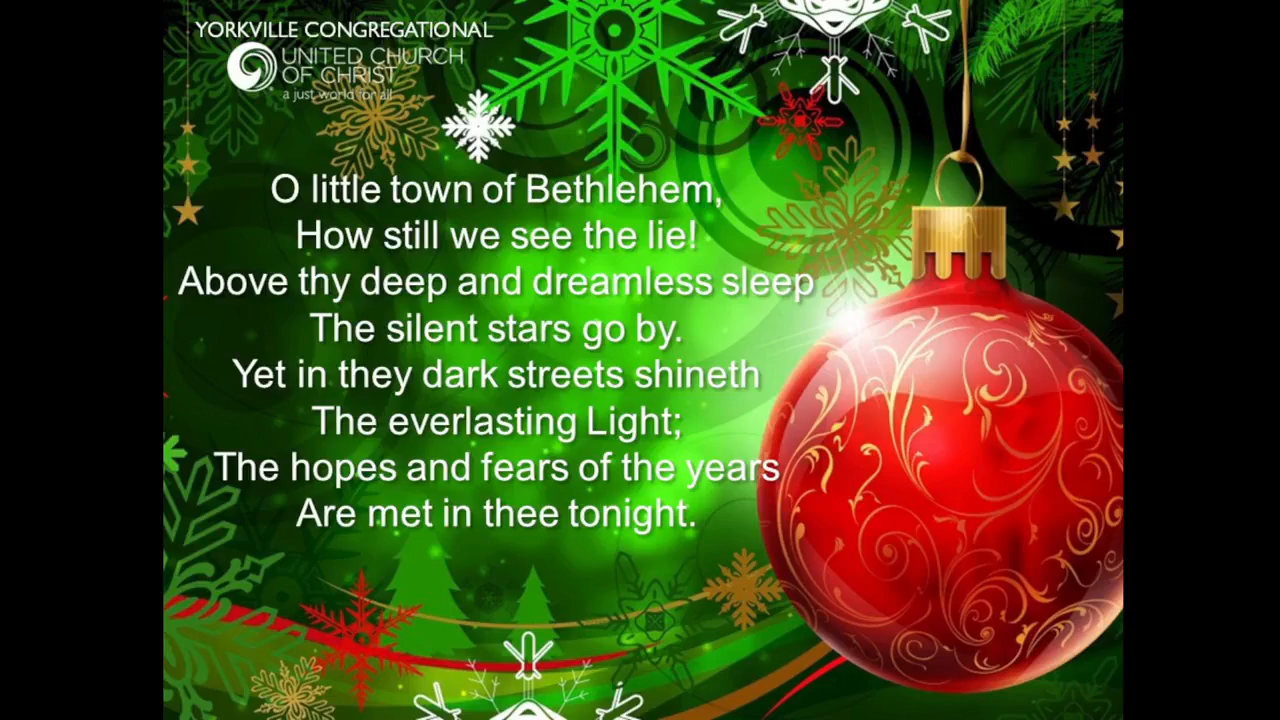 YORKVILLE CONGREGATIONAL
UNITED CHURCH
OF CHRIST
a just world for all
O little town of Bethlehem,
How still we see the lie!
Above thy deep and dreamless sleep
The silent stars go by.
Yet in they dark streets shineth
The everlasting Light;
The hopes and fears of the years
Are met in thee tonight.